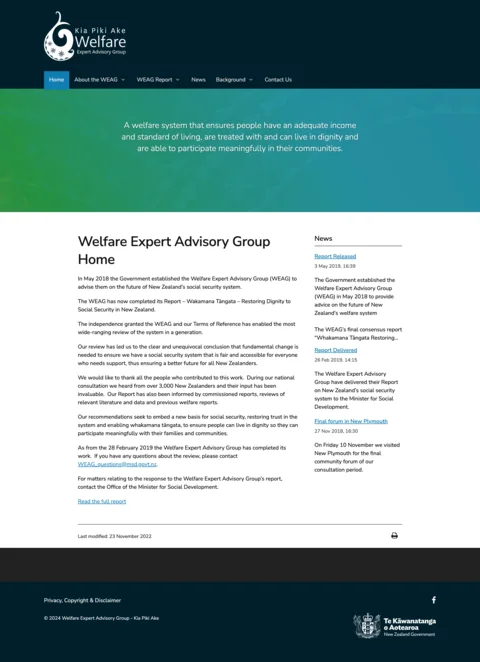 Kia Piki Ake
Welfare
Expert Advisory Group
Home
About the WEAG
WEAG Report
News
Background
Contact Us
A welfare system that ensures people have an adequate income
and standard of living, are treated with and can live in dignity and
are able to participate meaningfully in their communities.
Welfare Expert Advisory Group
Home
In May 2018 the Government established the Welfare Expert Advisory Group (WEAG) to
advise them on the future of New Zealand's social security system.
The WEAG has now completed its Report – Wakamana Tāngata – Restoring Dignity to
Social Security in New Zealand.
The independence granted the WEAG and our Terms of Reference has enabled the most
wide-ranging review of the system in a generation.
Our review has led us to the clear and unequivocal conclusion that fundamental change is
needed to ensure we have a social security system that is fair and accessible for everyone
who needs support, thus ensuring a better future for all New Zealanders.
We would like to thank all the people who contributed to this work.  During our national
consultation we heard from over 3,000 New Zealanders and their input has been
invaluable.  Our Report has also been informed by commissioned reports, reviews of
relevant literature and data and previous welfare reports.
Our recommendations seek to embed a new basis for social security, restoring trust in the
system and enabling whakamana tāngata, to ensure people can live in dignity so they can
participate meaningfully with their families and communities.
As from the 28 February 2019 the Welfare Expert Advisory Group has completed its
work.  If you have any questions about the review, please contact
WEAG_questions@msd.govt.nz.
For matters relating to the response to the Welfare Expert Advisory Group's report,
contact the Office of the Minister for Social Development.
Read the full report
News
Report Released
3 May 2019, 16:39
The Government established the
Welfare Expert Advisory Group
(WEAG) in May 2018 to provide
advice on the future of New
Zealand's welfare system
The WEAG's final consensus report
"Whakamana Tāngata Restoring...
Report Delivered
26 Feb 2019, 14:15
The Welfare Expert Advisory
Group have delivered their Report
on New Zealand's social security
system to the Minister for Social
Development.
Final forum in New Plymouth
27 Nov 2018, 16:30
On Friday 10 November we visited
New Plymouth for the final
community forum of our
consultation period.
Last modified: 23 November 2022
Privacy, Copyright & Disclaimer
© 2024 Welfare Expert Advisory Group - Kia Piki Ake
Te Kāwanatanga
o Aotearoa
New Zealand Government